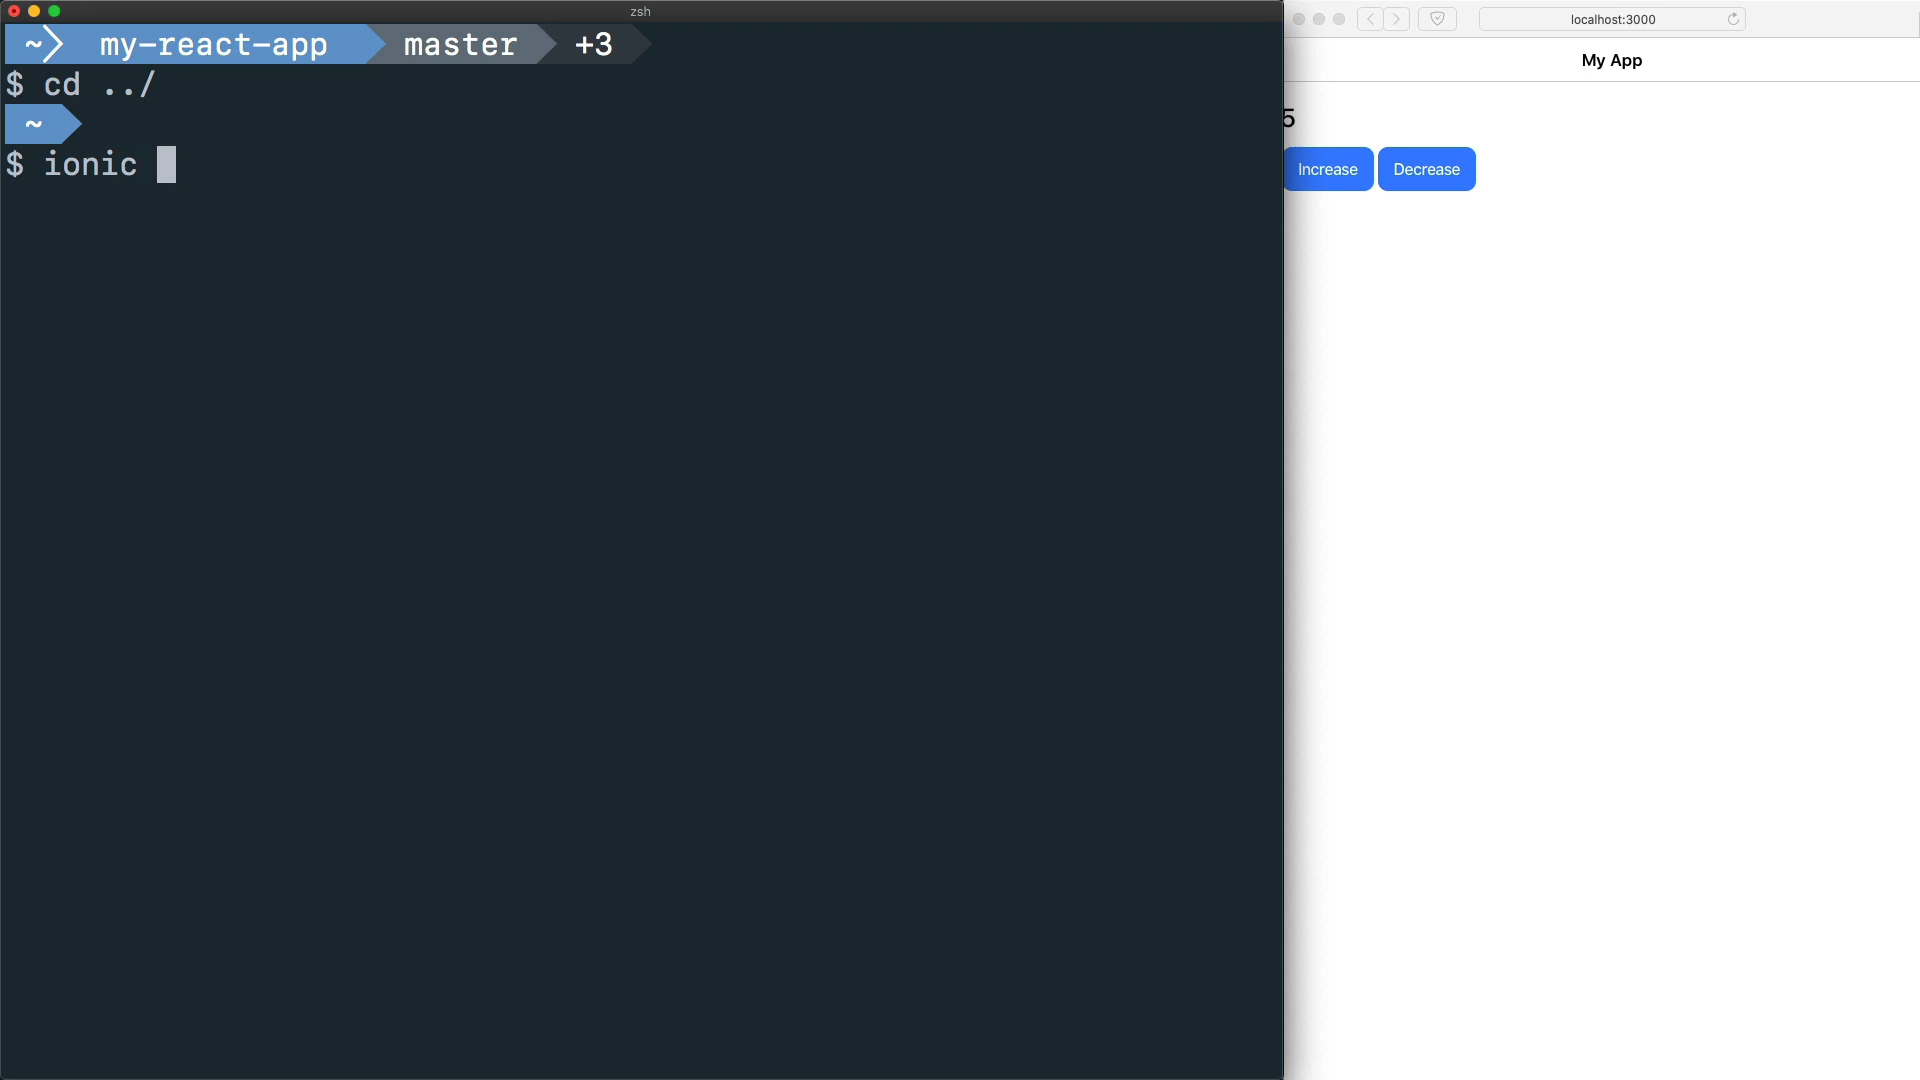 zsh
~ my-react-app master +3
$ cd ../
~
$ ionic
localhost:3000
My App
5
Increase Decrease